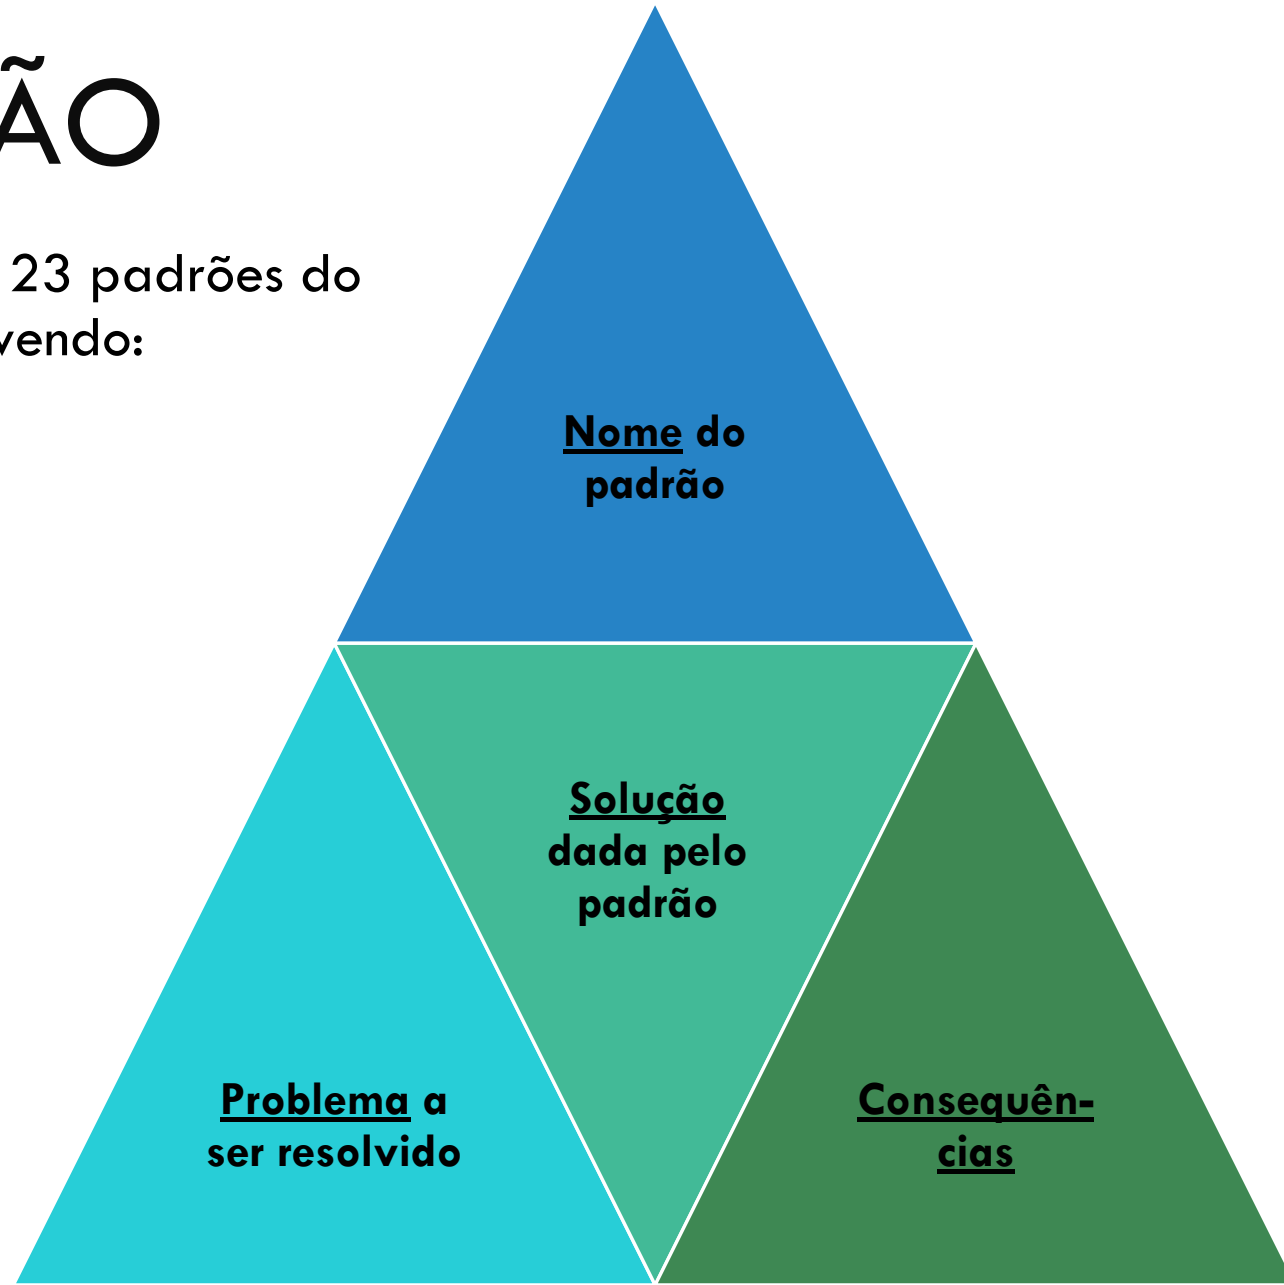 ÃO
23 padrões do
vendo:
Nome do
padrão
Solução
dada pelo
padrão
Problema a
ser resolvido
Consequên-
cias